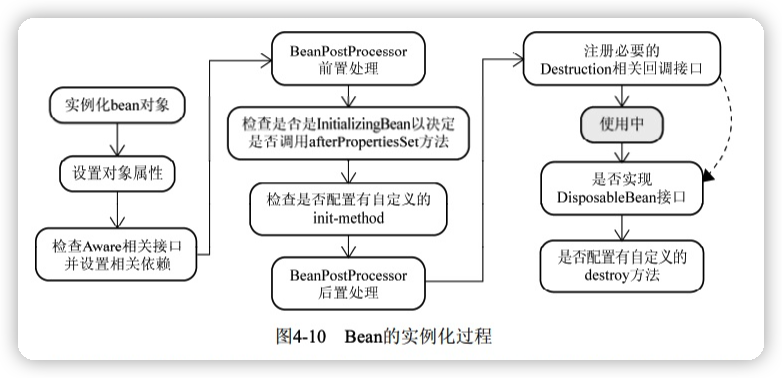 实例化bean对象
设置对象属性
检查Aware相关接口
并设置相关依赖
BeanPostProcessor
前置处理
检查是否是InitializingBean以决定
是否调用afterPropertiesSet方法
检查是否配置有自定义的
init-method
BeanPostProcessor
后置处理
注册必要的
Destruction相关回调接口
使用中
是否实现
DisposableBean接口
是否配置有自定义的
destroy方法
图4-10 Bean的实例化过程